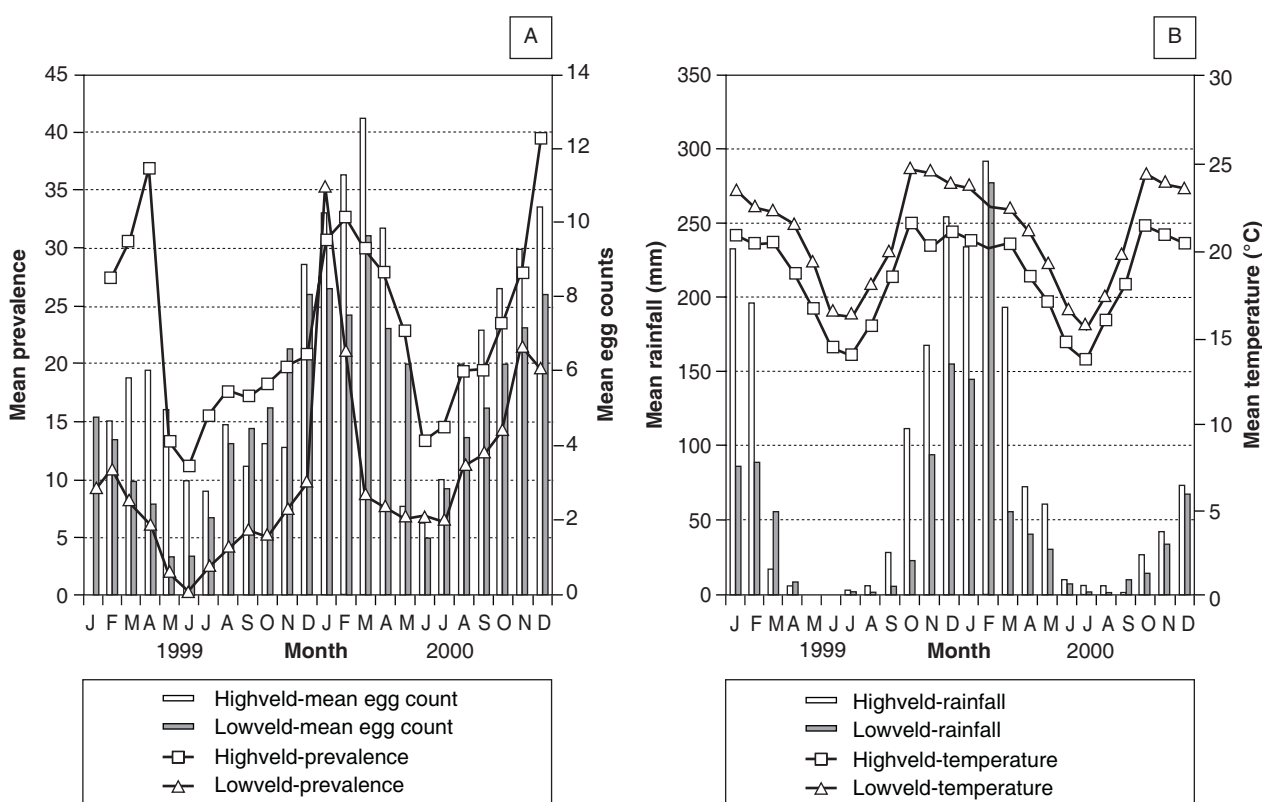 A
45
40
35
30
25
20
15
10
5
0
Mean prevalence
14
12
10
8
6
4
2
0
Mean egg counts
J F M A M J J A S O N D J F M A M J J A S O N D
1999 Month 2000
Highveld-mean egg count
Lowveld-mean egg count
Highveld-prevalence
Lowveld-prevalence
B
350
300
250
200
150
100
50
0
Mean rainfall (mm)
30
25
20
15
10
5
0
Mean temperature (°C)
J F M A M J J A S O N D J F M A M J J A S O N D
1999 Month 2000
Highveld-rainfall
Lowveld-rainfall
Highveld-temperature
Lowveld-temperature